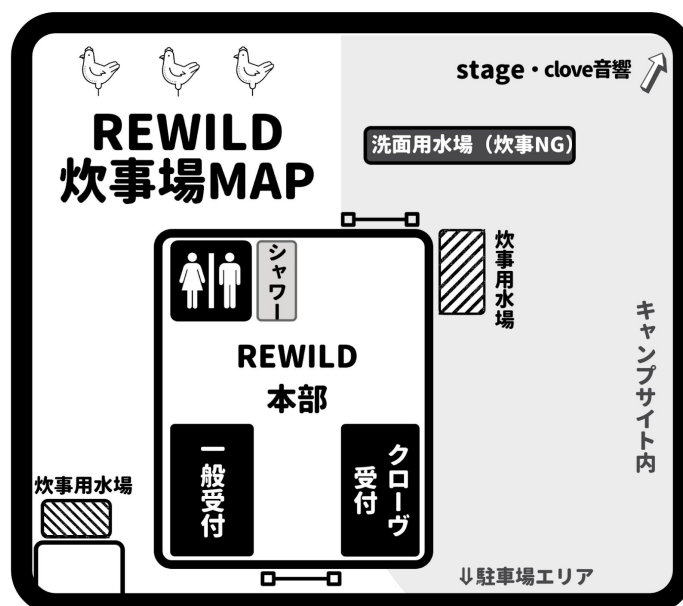 stage・clove音響
REWILD
炊事場MAP
洗面用水場（炊事NG）
炊事用水場
シャワー
REWILD
本部
キャンプサイト内
一般受付
クローヴ
受付
炊事用水場
⇓駐車場エリア